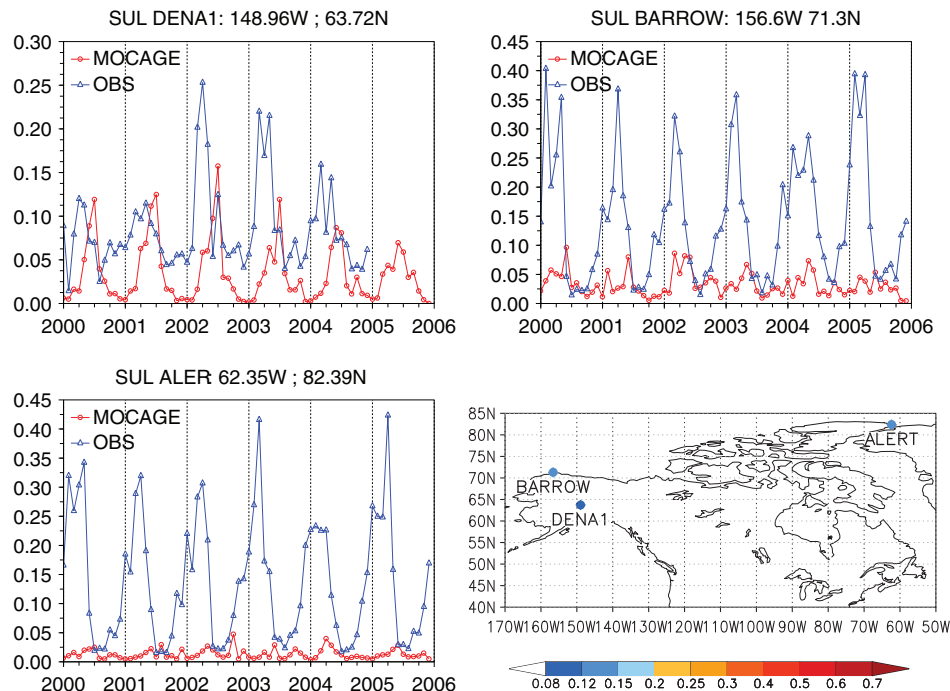 SUL DENA1: 148.96W ; 63.72N
0.30
0.25
0.20
0.15
0.10
0.05
0.00
MOCAGE
OBS
2000 2001 2002 2003 2004 2005 2006
SUL BARROW: 156.6W 71.3N
0.45
0.40
0.35
0.30
0.25
0.20
0.15
0.10
0.05
0.00
MOCAGE
OBS
2000 2001 2002 2003 2004 2005 2006
SUL ALER: 62.35W ; 82.39N
0.45
0.40
0.35
0.30
0.25
0.20
0.15
0.10
0.05
0.00
MOCAGE
OBS
2000 2001 2002 2003 2004 2005 2006
85N
80N
75N
70N
65N
60N
55N
50N
45N
40N
ALERT
BARROW
DENA1
170W 160W 150W 140W 130W 120W 110W 100W 90W 80W 70W 60W 50W
0.08 0.12 0.15 0.2 0.25 0.3 0.4 0.5 0.6 0.7